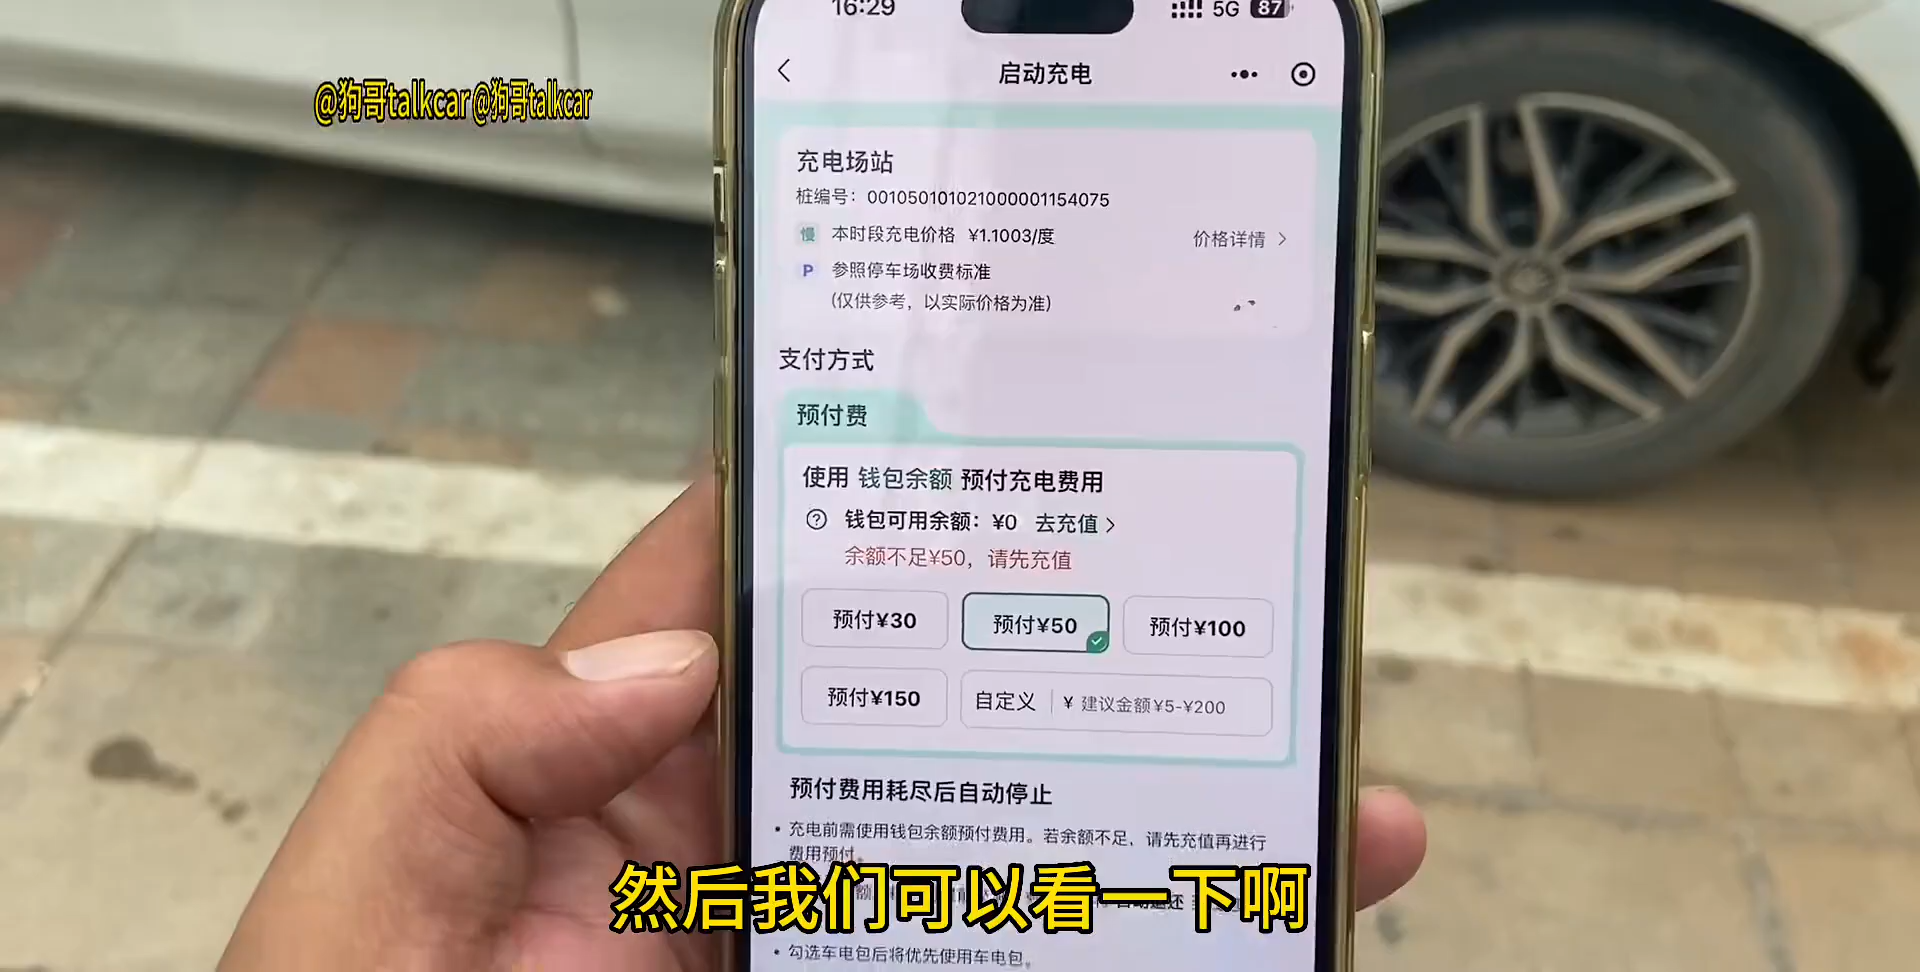 16:29
5G 87
启动充电
@狗哥talkcar @狗哥talkcar
充电场站
桩编号：0010501010210000001154075
慢 本时段充电价格 ¥1.1003/度 价格详情 >
P 参照停车场收费标准
(仅供参考，以实际价格为准)
支付方式
预付费
使用 钱包余额 预付充电费用
钱包可用余额：¥0 去充值 >
余额不足¥50，请先充值
预付¥30 预付¥50 预付¥100
预付¥150 自定义 ¥ 建议金额¥5-¥200
预付费用耗尽后自动停止
• 充电前需使用钱包余额预付费用。若余额不足，请先充值再进行
费用预付。
然后我们可以看一下啊
• 勾选车电包后将优先使用车电包。